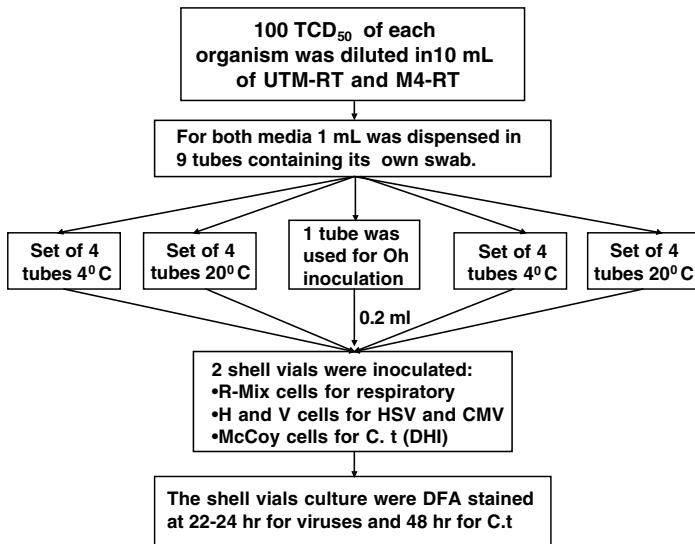 100 TCD₅₀ of each
organism was diluted in10 mL
of UTM-RT and M4-RT
For both media 1 mL was dispensed in
9 tubes containing its own swab.
Set of 4
tubes 4⁰ C
Set of 4
tubes 20⁰ C
1 tube was
used for Oh
inoculation
Set of 4
tubes 4⁰ C
Set of 4
tubes 20⁰ C
0.2 ml
2 shell vials were inoculated:
•R-Mix cells for respiratory
•H and V cells for HSV and CMV
•McCoy cells for C. t (DHI)
The shell vials culture were DFA stained
at 22-24 hr for viruses and 48 hr for C.t